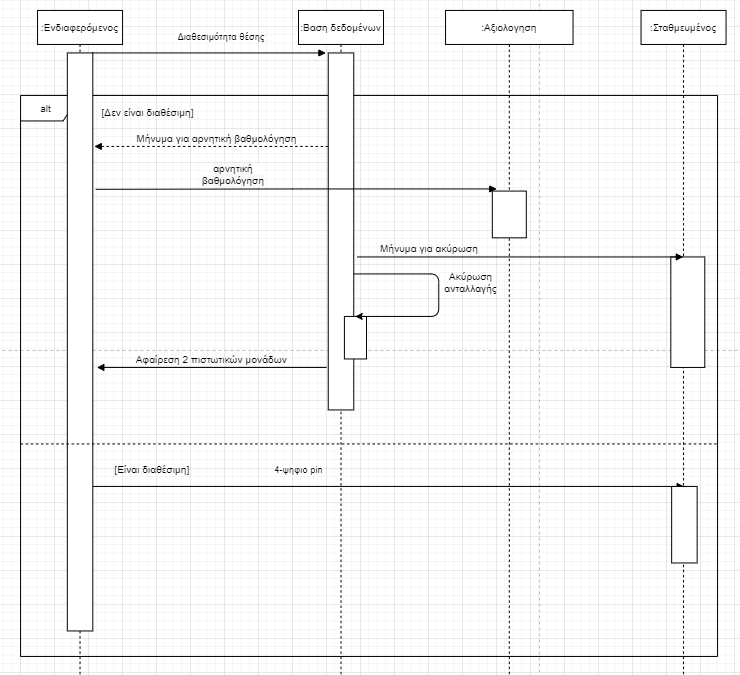 :Ενδιαφερόμενος
:Βαση δεδομένων
:Αξιολογηση
:Σταθμευμένος
Διαθεσιμότητα θέσης
alt
[Δεν είναι διαθέσιμη]
Μήνυμα για αρνητική βαθμολόγηση
αρνητική
βαθμολόγηση
Μήνυμα για ακύρωση
Ακύρωση
ανταλλαγής
Αφαίρεση 2 πιστωτικών μονάδων
[Είναι διαθέσιμη]
4-ψηφιο pin